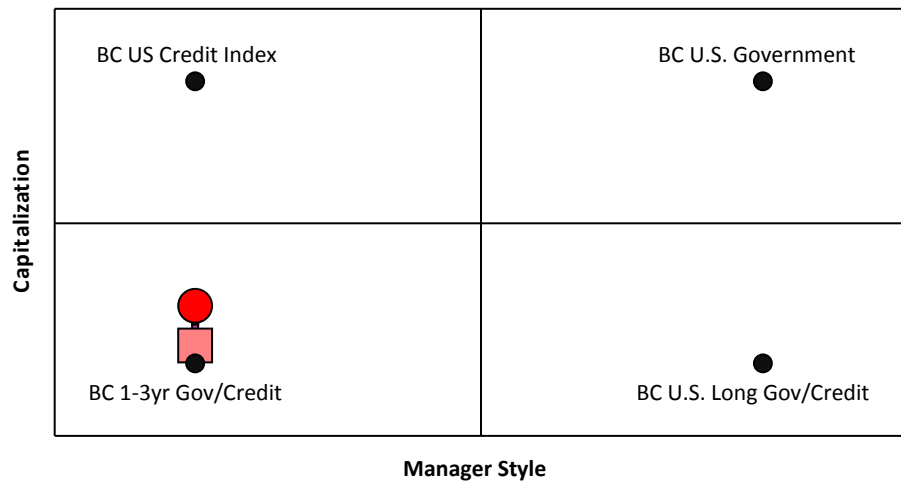 BC US Credit Index
BC U.S. Government
Capitalization
BC 1-3yr Gov/Credit
BC U.S. Long Gov/Credit
Manager Style